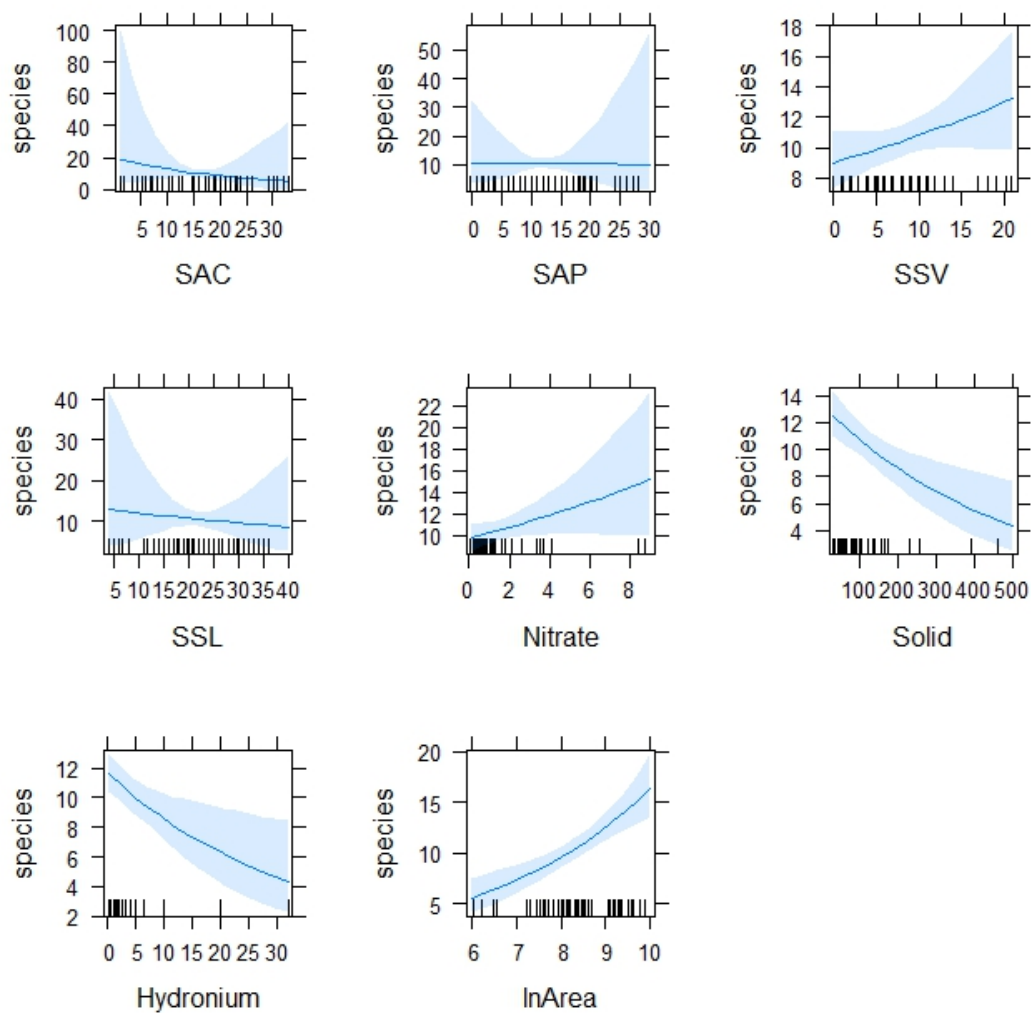 species
100
80
60
40
20
0
5 10 15 20 25 30
SAC
species
50
40
30
20
10
0 5 10 15 20 25 30
SAP
species
18
16
14
12
10
8
0 5 10 15 20
SSV
species
40
30
20
10
5 10 15 20 25 30 35 40
SSL
species
22
20
18
16
14
12
10
0 2 4 6 8
Nitrate
species
14
12
10
8
6
4
100 200 300 400 500
Solid
species
12
10
8
6
4
2
0 5 10 15 20 25 30
Hydronium
species
20
15
10
5
6 7 8 9 10
lnArea